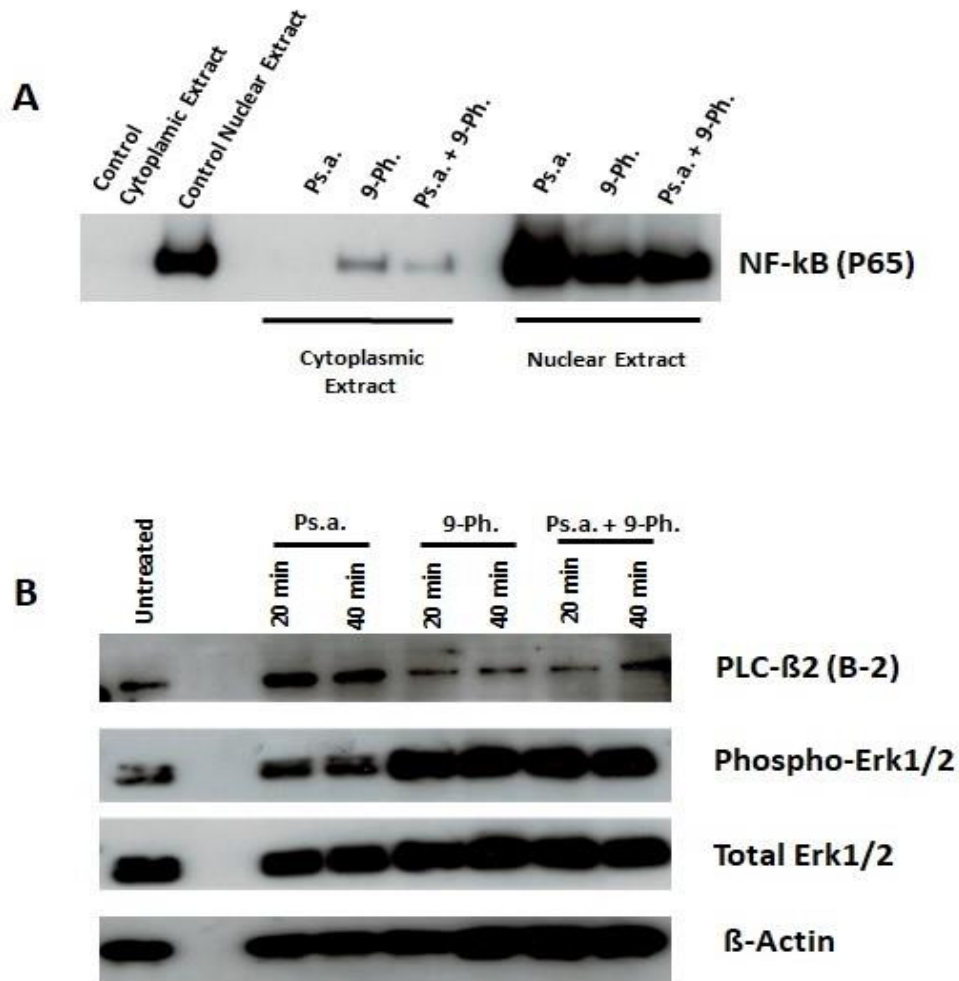 A
Control
Cytoplamic Extract
Control Nuclear Extract
Ps.a.
9-Ph.
Ps.a. + 9-Ph.
Ps.a.
9-Ph.
Ps.a. + 9-Ph.
NF-kB (P65)
Cytoplasmic
Extract
Nuclear Extract
B
Untreated
Ps.a.
9-Ph.
Ps.a. + 9-Ph.
20 min
40 min
20 min
40 min
20 min
40 min
PLC-ß2 (B-2)
Phospho-Erk1/2
Total Erk1/2
ß-Actin